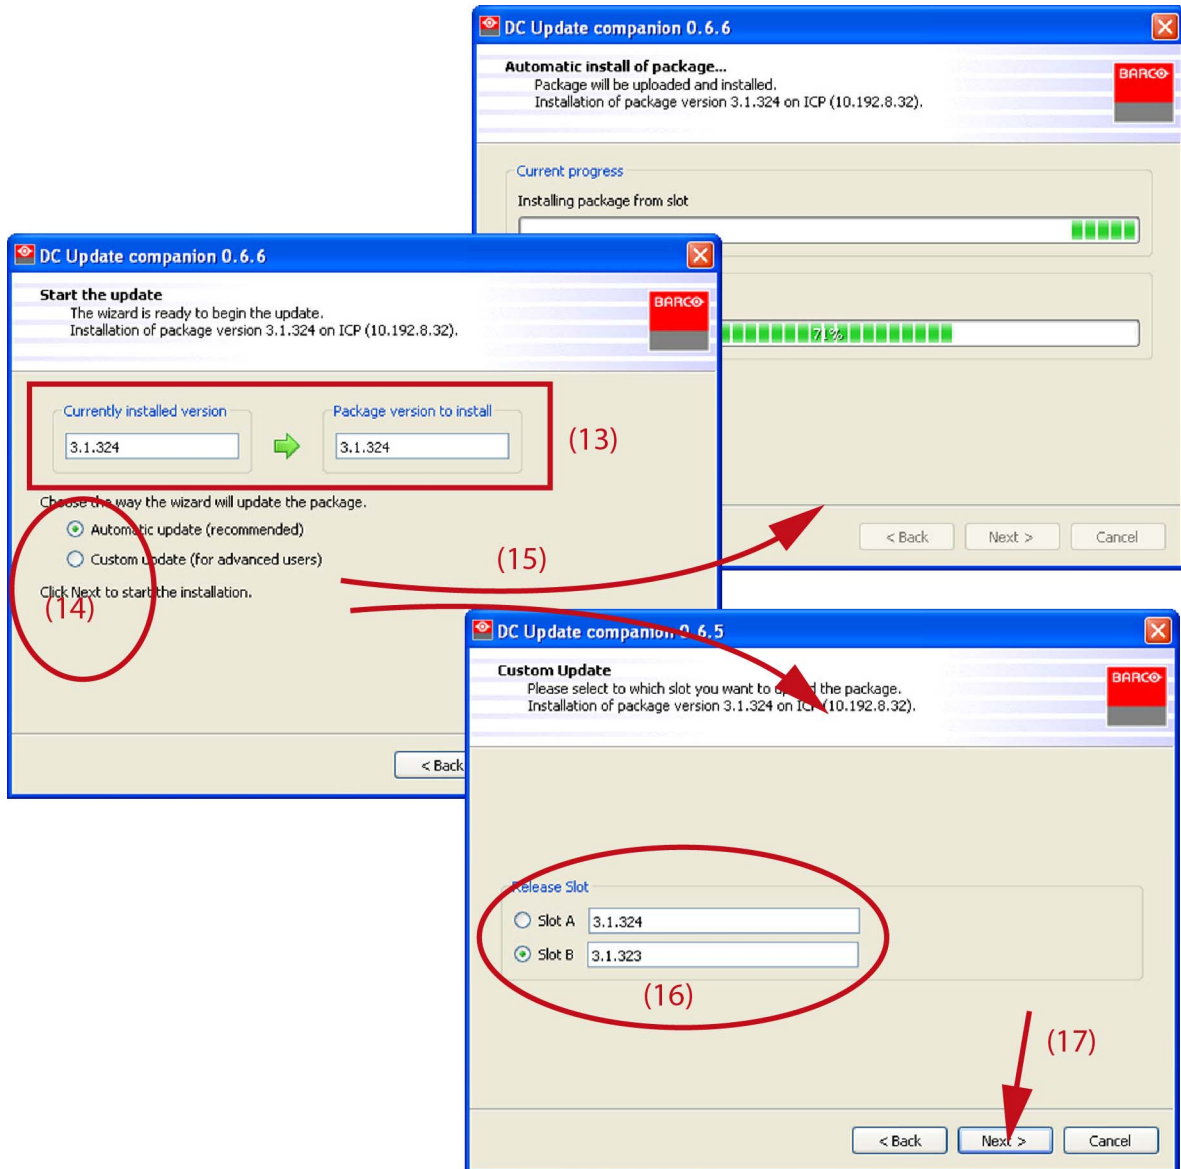 DC Update companion 0.6.6
Automatic install of package...
Package will be uploaded and installed.
Installation of package version 3.1.324 on ICP (10.192.8.32).
BARCO
Current progress
Installing package from slot
71%
< Back Next > Cancel
DC Update companion 0.6.6
Start the update
The wizard is ready to begin the update.
Installation of package version 3.1.324 on ICP (10.192.8.32).
BARCO
Currently installed version
Package version to install
3.1.324
3.1.324
(13)
Choose the way the wizard will update the package.
Automatic update (recommended)
Custom update (for advanced users)
(15)
Click Next to start the installation.
(14)
< Back
DC Update companion 0.6.5
Custom Update
Please select to which slot you want to upload the package.
Installation of package version 3.1.324 on ICP (10.192.8.32).
BARCO
Release Slot
Slot A 3.1.324
Slot B 3.1.323
(16)
(17)
< Back Next > Cancel